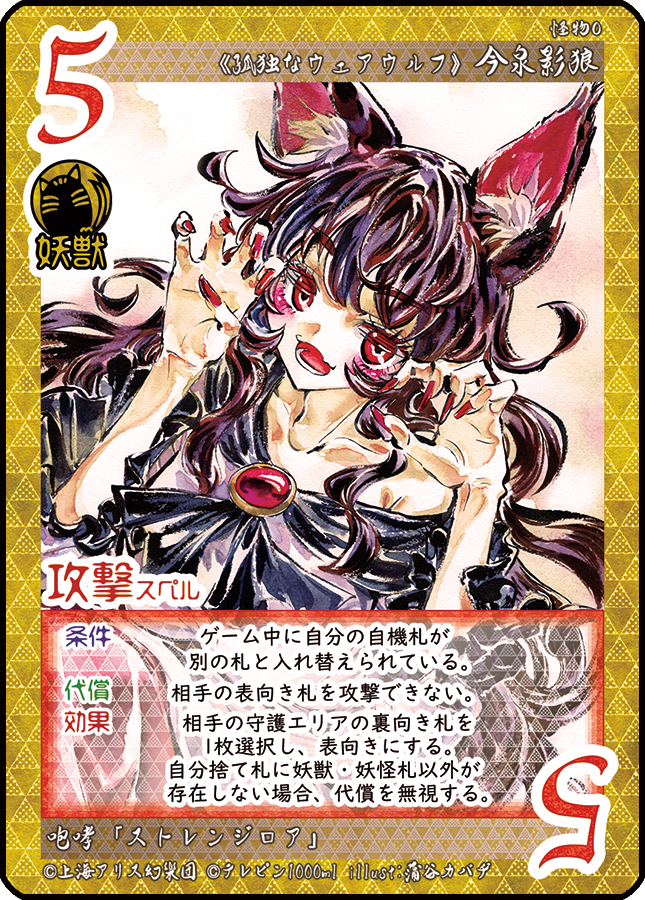 怪物0
5
《孤独なウェアウルフ》 今泉影狼
妖獣
攻撃スペル
条件 ゲーム中に自分の自機札が
別の札と入れ替えられている。
代償 相手の表向き札を攻撃できない。
効果 相手の守護エリアの裏向き札を
1枚選択し、表向きにする。
自分捨て札に妖獣・妖怪札以外が
存在しない場合、代償を無視する。
5
咆哮「ストレンジロア」
©上海アリス幻樂団 ©テレピン1000ml illust:蒲谷カバヂ